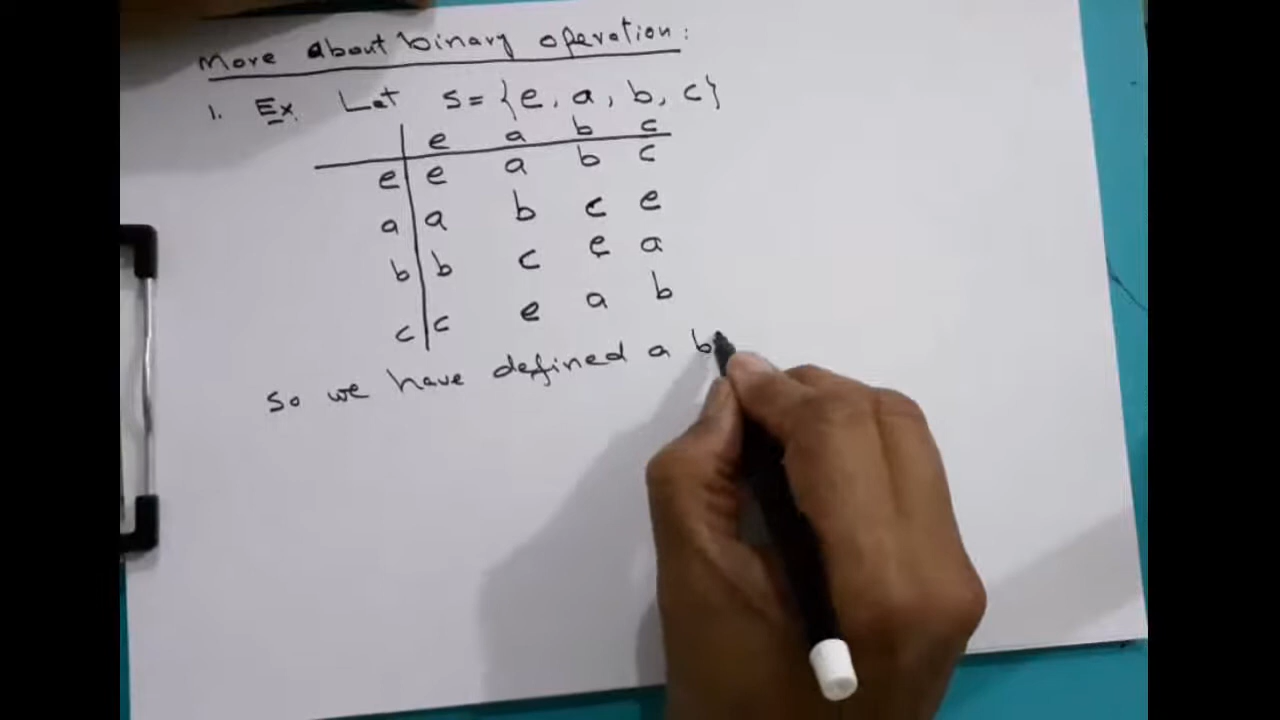 More about binary operation:
1. Ex. Let S = {e, a, b, c}
e a b c
e e a b c
a a b c e
b b c e a
c c e a b
So we have defined a b